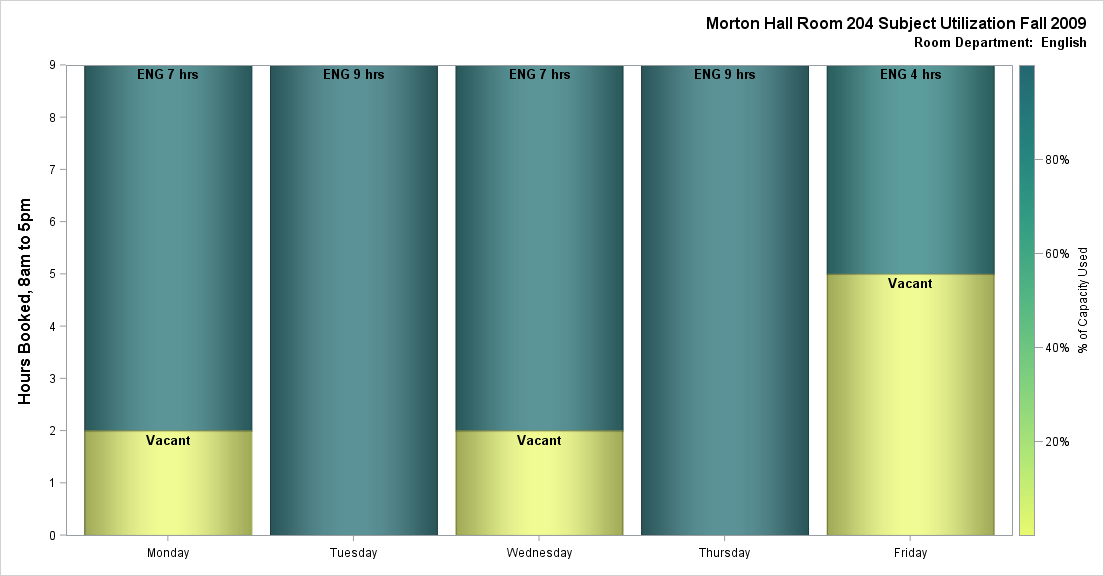 Morton Hall Room 204 Subject Utilization Fall 2009
Room Department:  English
Hours Booked, 8am to 5pm
9
8
7
6
5
4
3
2
1
0
ENG 7 hrs
ENG 9 hrs
ENG 7 hrs
ENG 9 hrs
ENG 4 hrs
Vacant
Vacant
Vacant
Monday
Tuesday
Wednesday
Thursday
Friday
80%
60%
40%
20%
% of Capacity Used